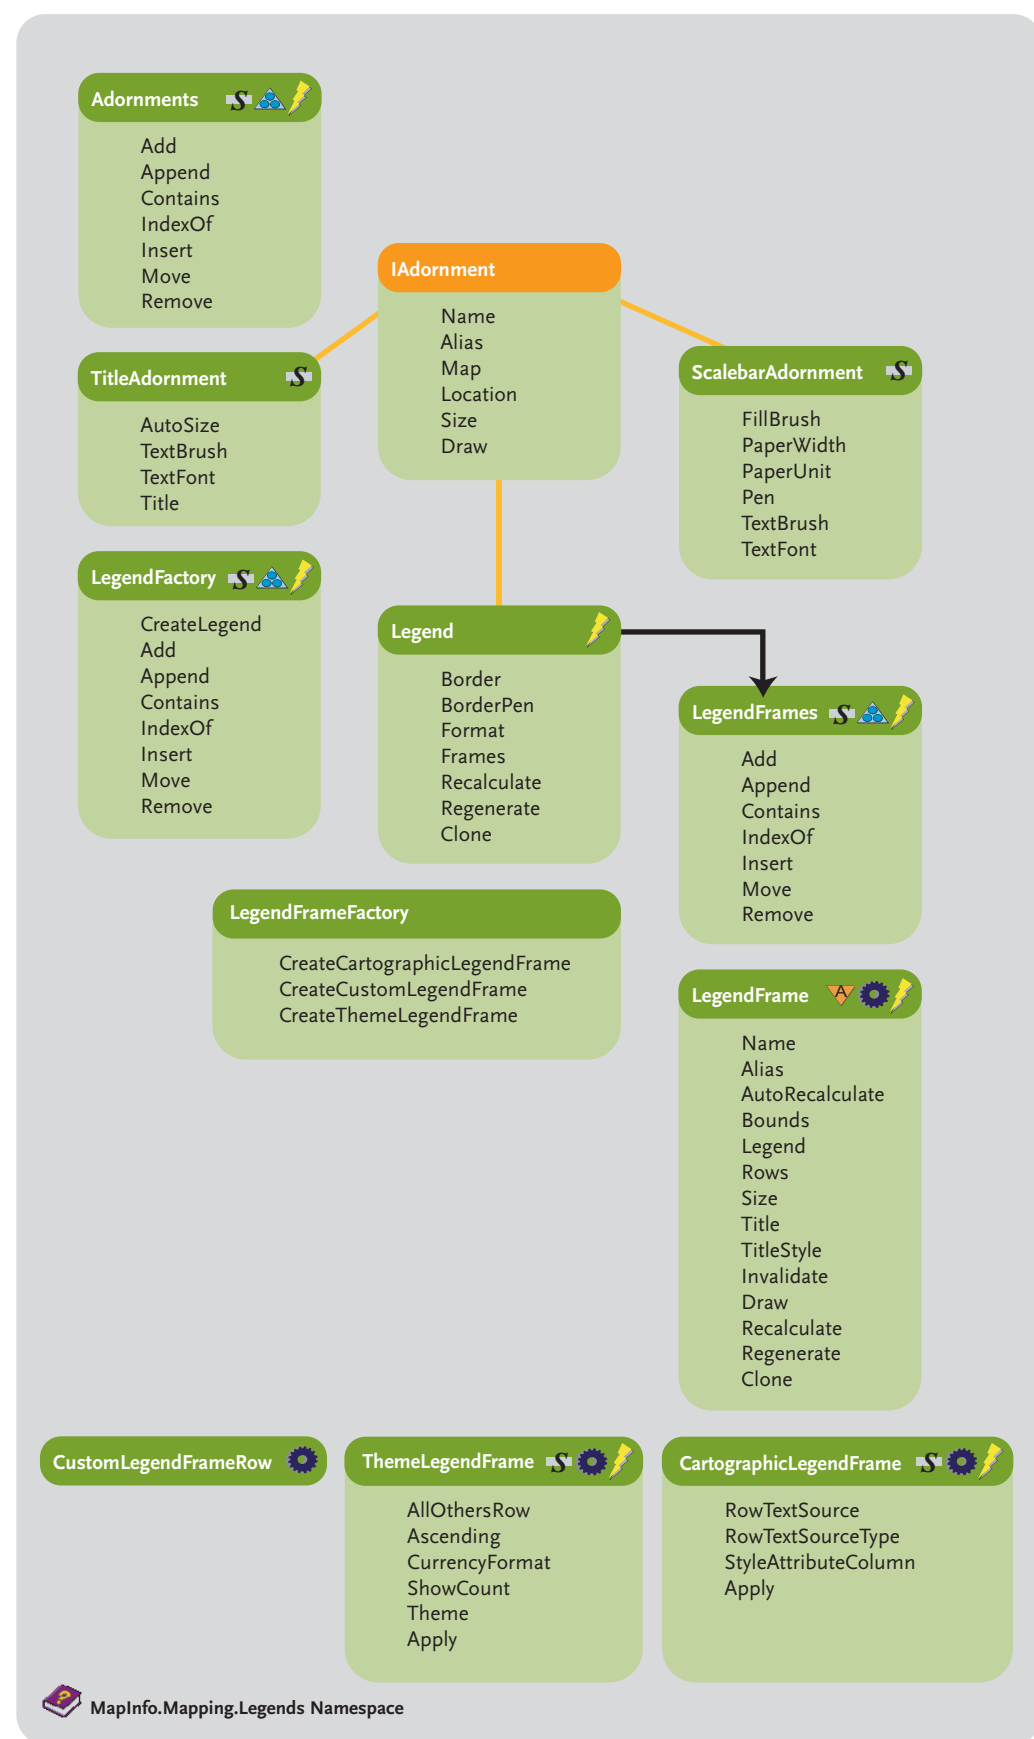 Adornments
S
Add
Append
Contains
IndexOf
Insert
Move
Remove
IAdornment
Name
Alias
Map
Location
Size
Draw
TitleAdornment
S
AutoSize
TextBrush
TextFont
Title
ScalebarAdornment
S
FillBrush
PaperWidth
PaperUnit
Pen
TextBrush
TextFont
LegendFactory
S
CreateLegend
Add
Append
Contains
IndexOf
Insert
Move
Remove
Legend
Border
BorderPen
Format
Frames
Recalculate
Regenerate
Clone
LegendFrames
S
Add
Append
Contains
IndexOf
Insert
Move
Remove
LegendFrameFactory
CreateCartographicLegendFrame
CreateCustomLegendFrame
CreateThemeLegendFrame
LegendFrame
A
Name
Alias
AutoRecalculate
Bounds
Legend
Rows
Size
Title
TitleStyle
Invalidate
Draw
Recalculate
Regenerate
Clone
CustomLegendFrameRow
ThemeLegendFrame
S
AllOthersRow
Ascending
CurrencyFormat
ShowCount
Theme
Apply
CartographicLegendFrame
S
RowTextSource
RowTextSourceType
StyleAttributeColumn
Apply
?
MapInfo.Mapping.Legends Namespace